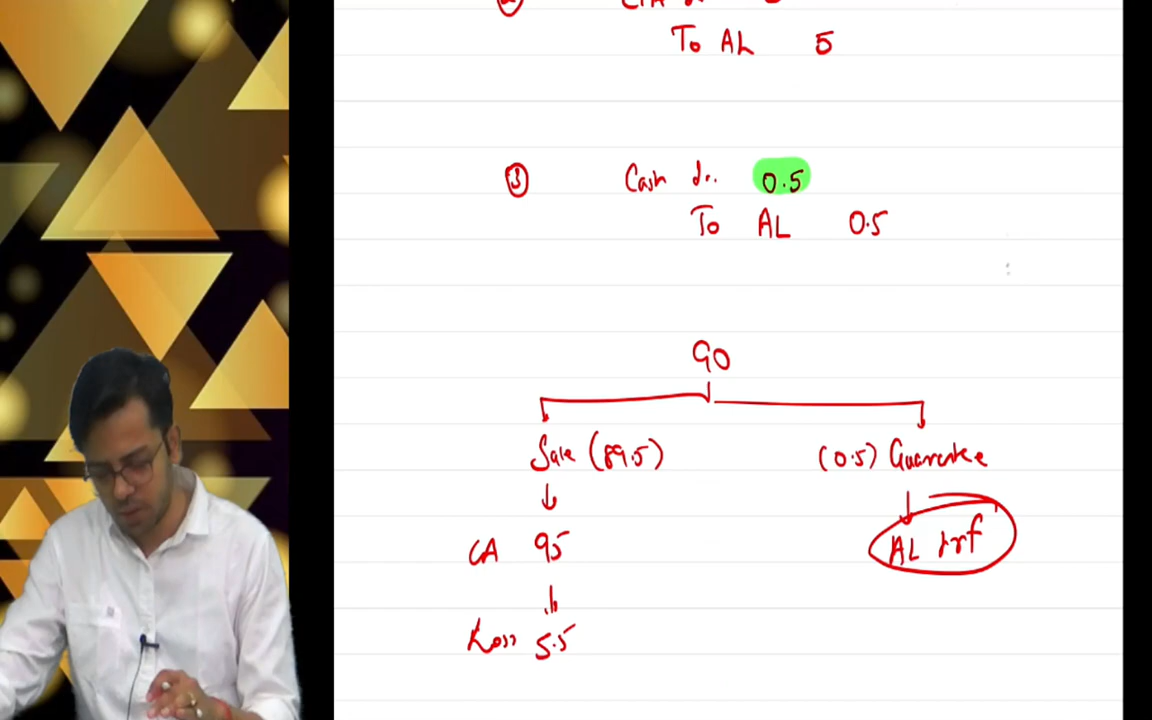 To AL 5
③ Cash dr. 0.5
To AL 0.5
90
Sale (89.5) (0.5) Guarantee
CA 95 AL trf
Loss 5.5